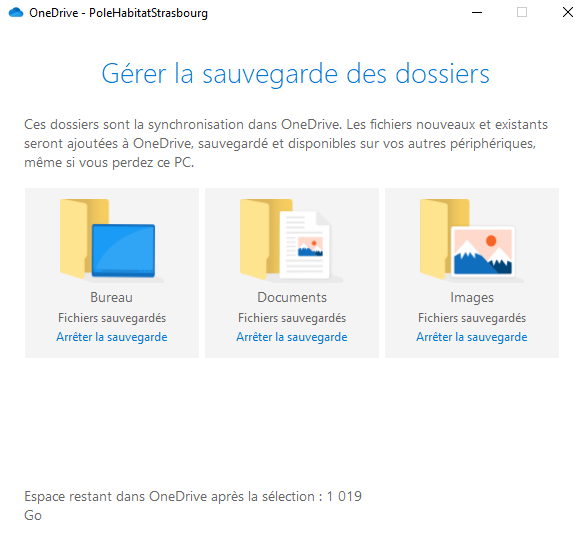 OneDrive - PoleHabitatStrasbourg
Gérer la sauvegarde des dossiers
Ces dossiers sont la synchronisation dans OneDrive. Les fichiers nouveaux et existants
seront ajoutées à OneDrive, sauvegardé et disponibles sur vos autres périphériques,
même si vous perdez ce PC.
Bureau
Fichiers sauvegardés
Arrêter la sauvegarde
Documents
Fichiers sauvegardés
Arrêter la sauvegarde
Images
Fichiers sauvegardés
Arrêter la sauvegarde
Espace restant dans OneDrive après la sélection : 1 019
Go